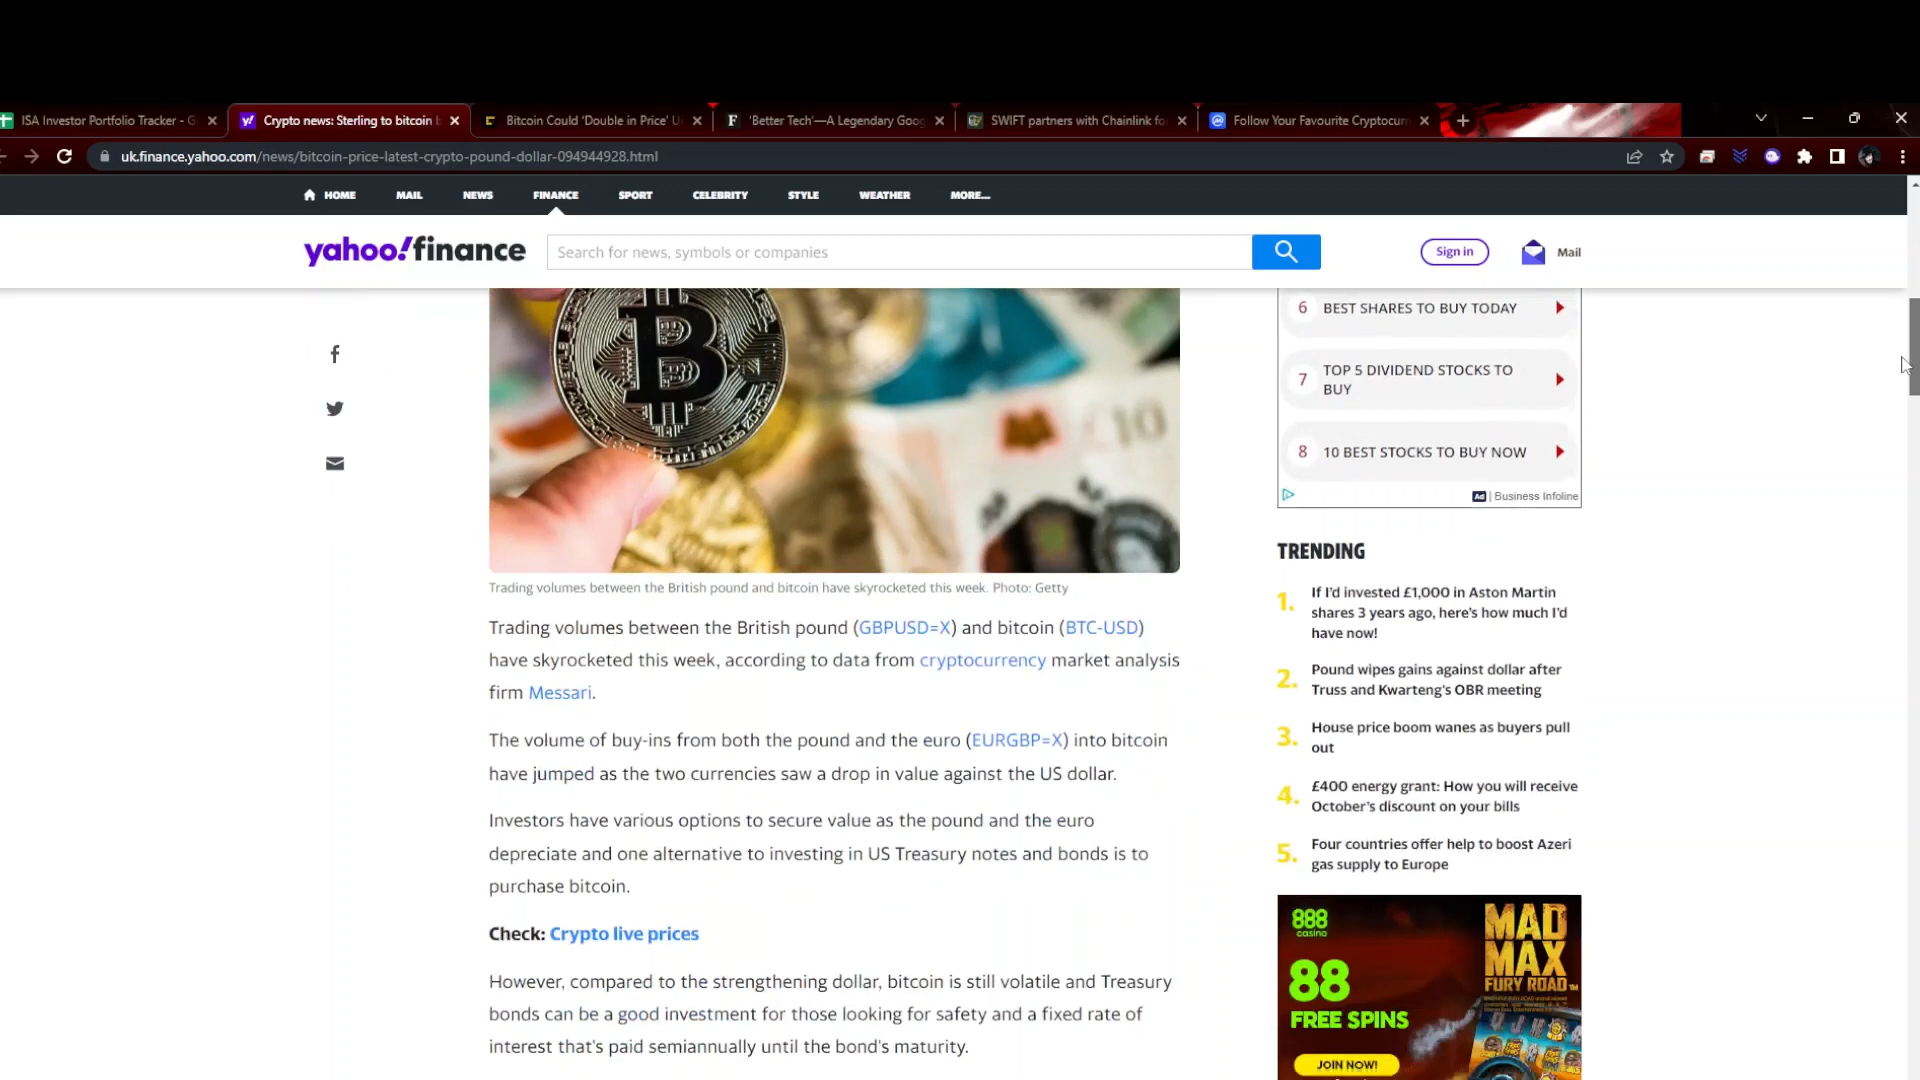 ISA Investor Portfolio Tracker - G
Crypto news: Sterling to bitcoin b
Bitcoin Could 'Double in Price' U
'Better Tech'—A Legendary Goog
SWIFT partners with Chainlink fo
Follow Your Favourite Cryptocurr
uk.finance.yahoo.com/news/bitcoin-price-latest-crypto-pound-dollar-094944928.html
HOME
MAIL
NEWS
FINANCE
SPORT
CELEBRITY
STYLE
WEATHER
MORE...
yahoo!finance
Search for news, symbols or companies
Sign in
Mail
£10
Trading volumes between the British pound and bitcoin have skyrocketed this week. Photo: Getty
Trading volumes between the British pound (GBPUSD=X) and bitcoin (BTC-USD)
have skyrocketed this week, according to data from cryptocurrency market analysis
firm Messari.
The volume of buy-ins from both the pound and the euro (EURGBP=X) into bitcoin
have jumped as the two currencies saw a drop in value against the US dollar.
Investors have various options to secure value as the pound and the euro
depreciate and one alternative to investing in US Treasury notes and bonds is to
purchase bitcoin.
Check: Crypto live prices
However, compared to the strengthening dollar, bitcoin is still volatile and Treasury
bonds can be a good investment for those looking for safety and a fixed rate of
interest that's paid semiannually until the bond's maturity.
6 BEST SHARES TO BUY TODAY
7 TOP 5 DIVIDEND STOCKS TO
BUY
8 10 BEST STOCKS TO BUY NOW
Ad | Business Infoline
TRENDING
1. If I'd invested £1,000 in Aston Martin
shares 3 years ago, here's how much I'd
have now!
2. Pound wipes gains against dollar after
Truss and Kwarteng's OBR meeting
3. House price boom wanes as buyers pull
out
4. £400 energy grant: How you will receive
October's discount on your bills
5. Four countries offer help to boost Azeri
gas supply to Europe
888
casino
88
FREE SPINS
JOIN NOW!
MAD
MAX
FURY ROAD™